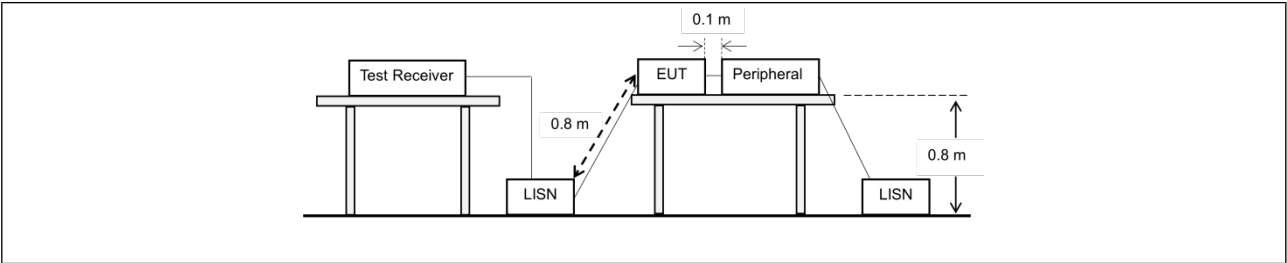 0.1 m
Test Receiver
EUT
Peripheral
0.8 m
0.8 m
LISN
LISN